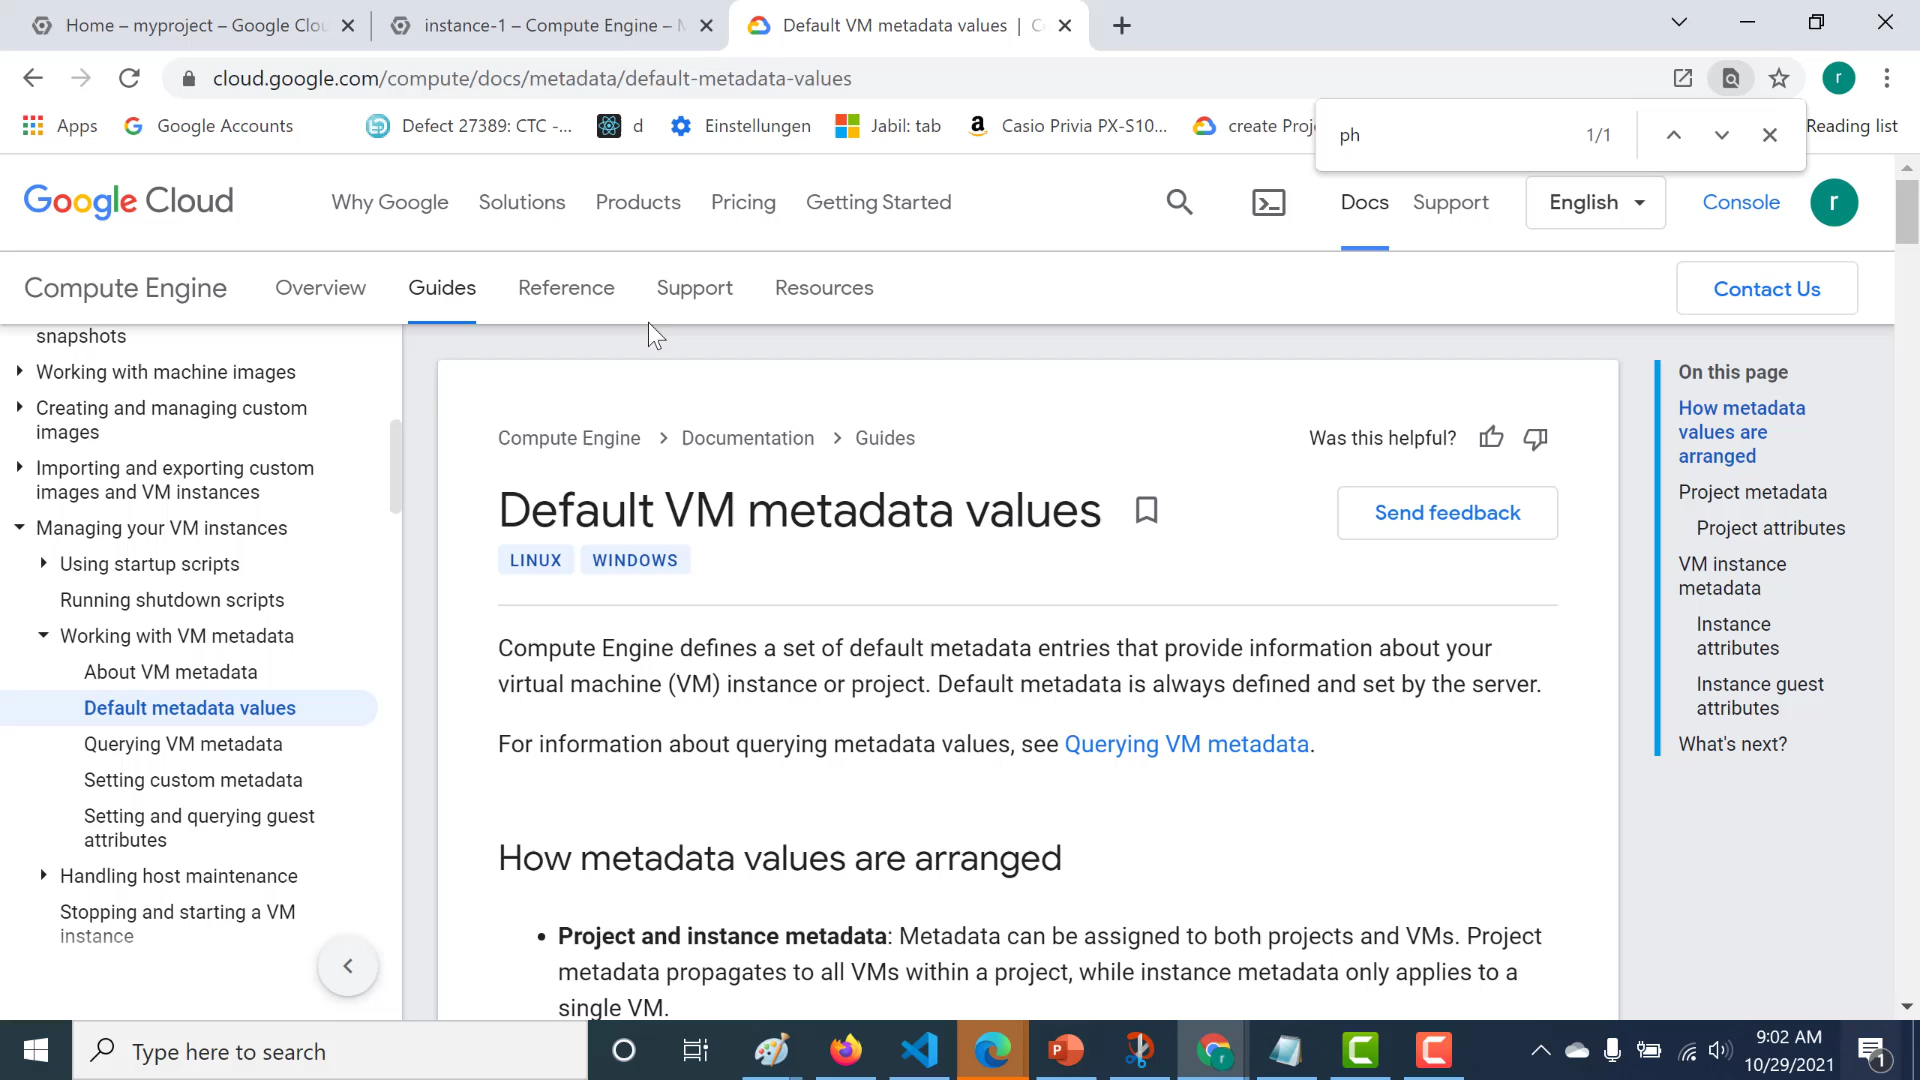 Home – myproject – Google Clou
instance-1 – Compute Engine – M
Default VM metadata values | C
cloud.google.com/compute/docs/metadata/default-metadata-values
r
Apps
Google Accounts
Defect 27389: CTC -...
d
Einstellungen
Jabil: tab
Casio Privia PX-S10...
create Proj
Reading list
ph
1/1
Google Cloud
Why Google
Solutions
Products
Pricing
Getting Started
Docs
Support
English
Console
r
Compute Engine
Overview
Guides
Reference
Support
Resources
Contact Us
snapshots
Working with machine images
Creating and managing custom
images
Importing and exporting custom
images and VM instances
Managing your VM instances
Using startup scripts
Running shutdown scripts
Working with VM metadata
About VM metadata
Default metadata values
Querying VM metadata
Setting custom metadata
Setting and querying guest
attributes
Handling host maintenance
Stopping and starting a VM
instance
Compute Engine > Documentation > Guides
Was this helpful?
Default VM metadata values
Send feedback
LINUX
WINDOWS
Compute Engine defines a set of default metadata entries that provide information about your
virtual machine (VM) instance or project. Default metadata is always defined and set by the server.
For information about querying metadata values, see Querying VM metadata.
How metadata values are arranged
• Project and instance metadata: Metadata can be assigned to both projects and VMs. Project
metadata propagates to all VMs within a project, while instance metadata only applies to a
single VM.
On this page
How metadata
values are
arranged
Project metadata
Project attributes
VM instance
metadata
Instance
attributes
Instance guest
attributes
What's next?
Type here to search
9:02 AM
10/29/2021
1